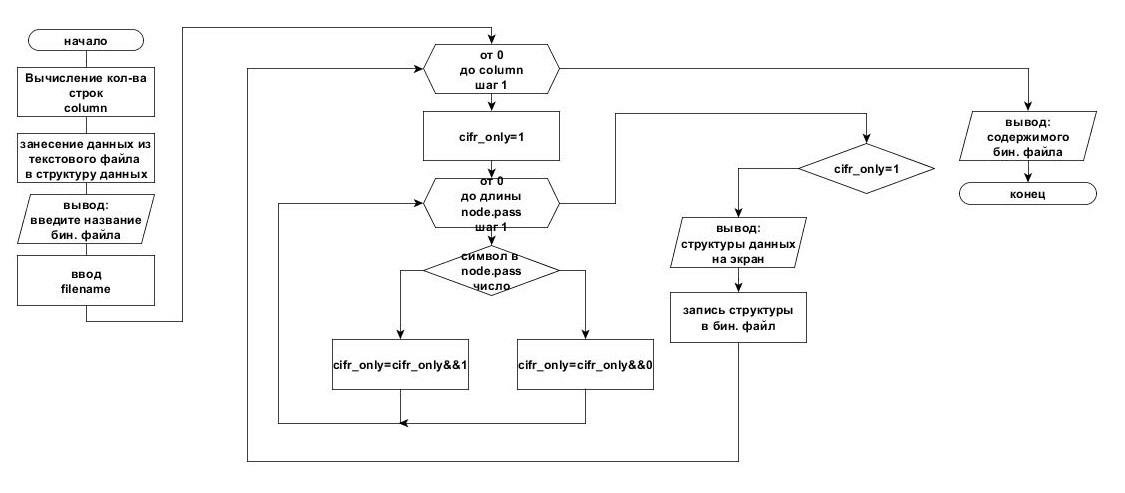 начало
Вычисление кол-ва
строк
column
занесение данных из
текстового файла
в структуру данных
вывод:
введите название
бин. файла
ввод
filename
от 0
до column
шаг 1
cifr_only=1
от 0
до длины
node.pass
шаг 1
символ в
node.pass
число
cifr_only=cifr_only&&1
cifr_only=cifr_only&&0
cifr_only=1
вывод:
структуры данных
на экран
запись структуры
в бин. файл
вывод:
содержимого
бин. файла
конец